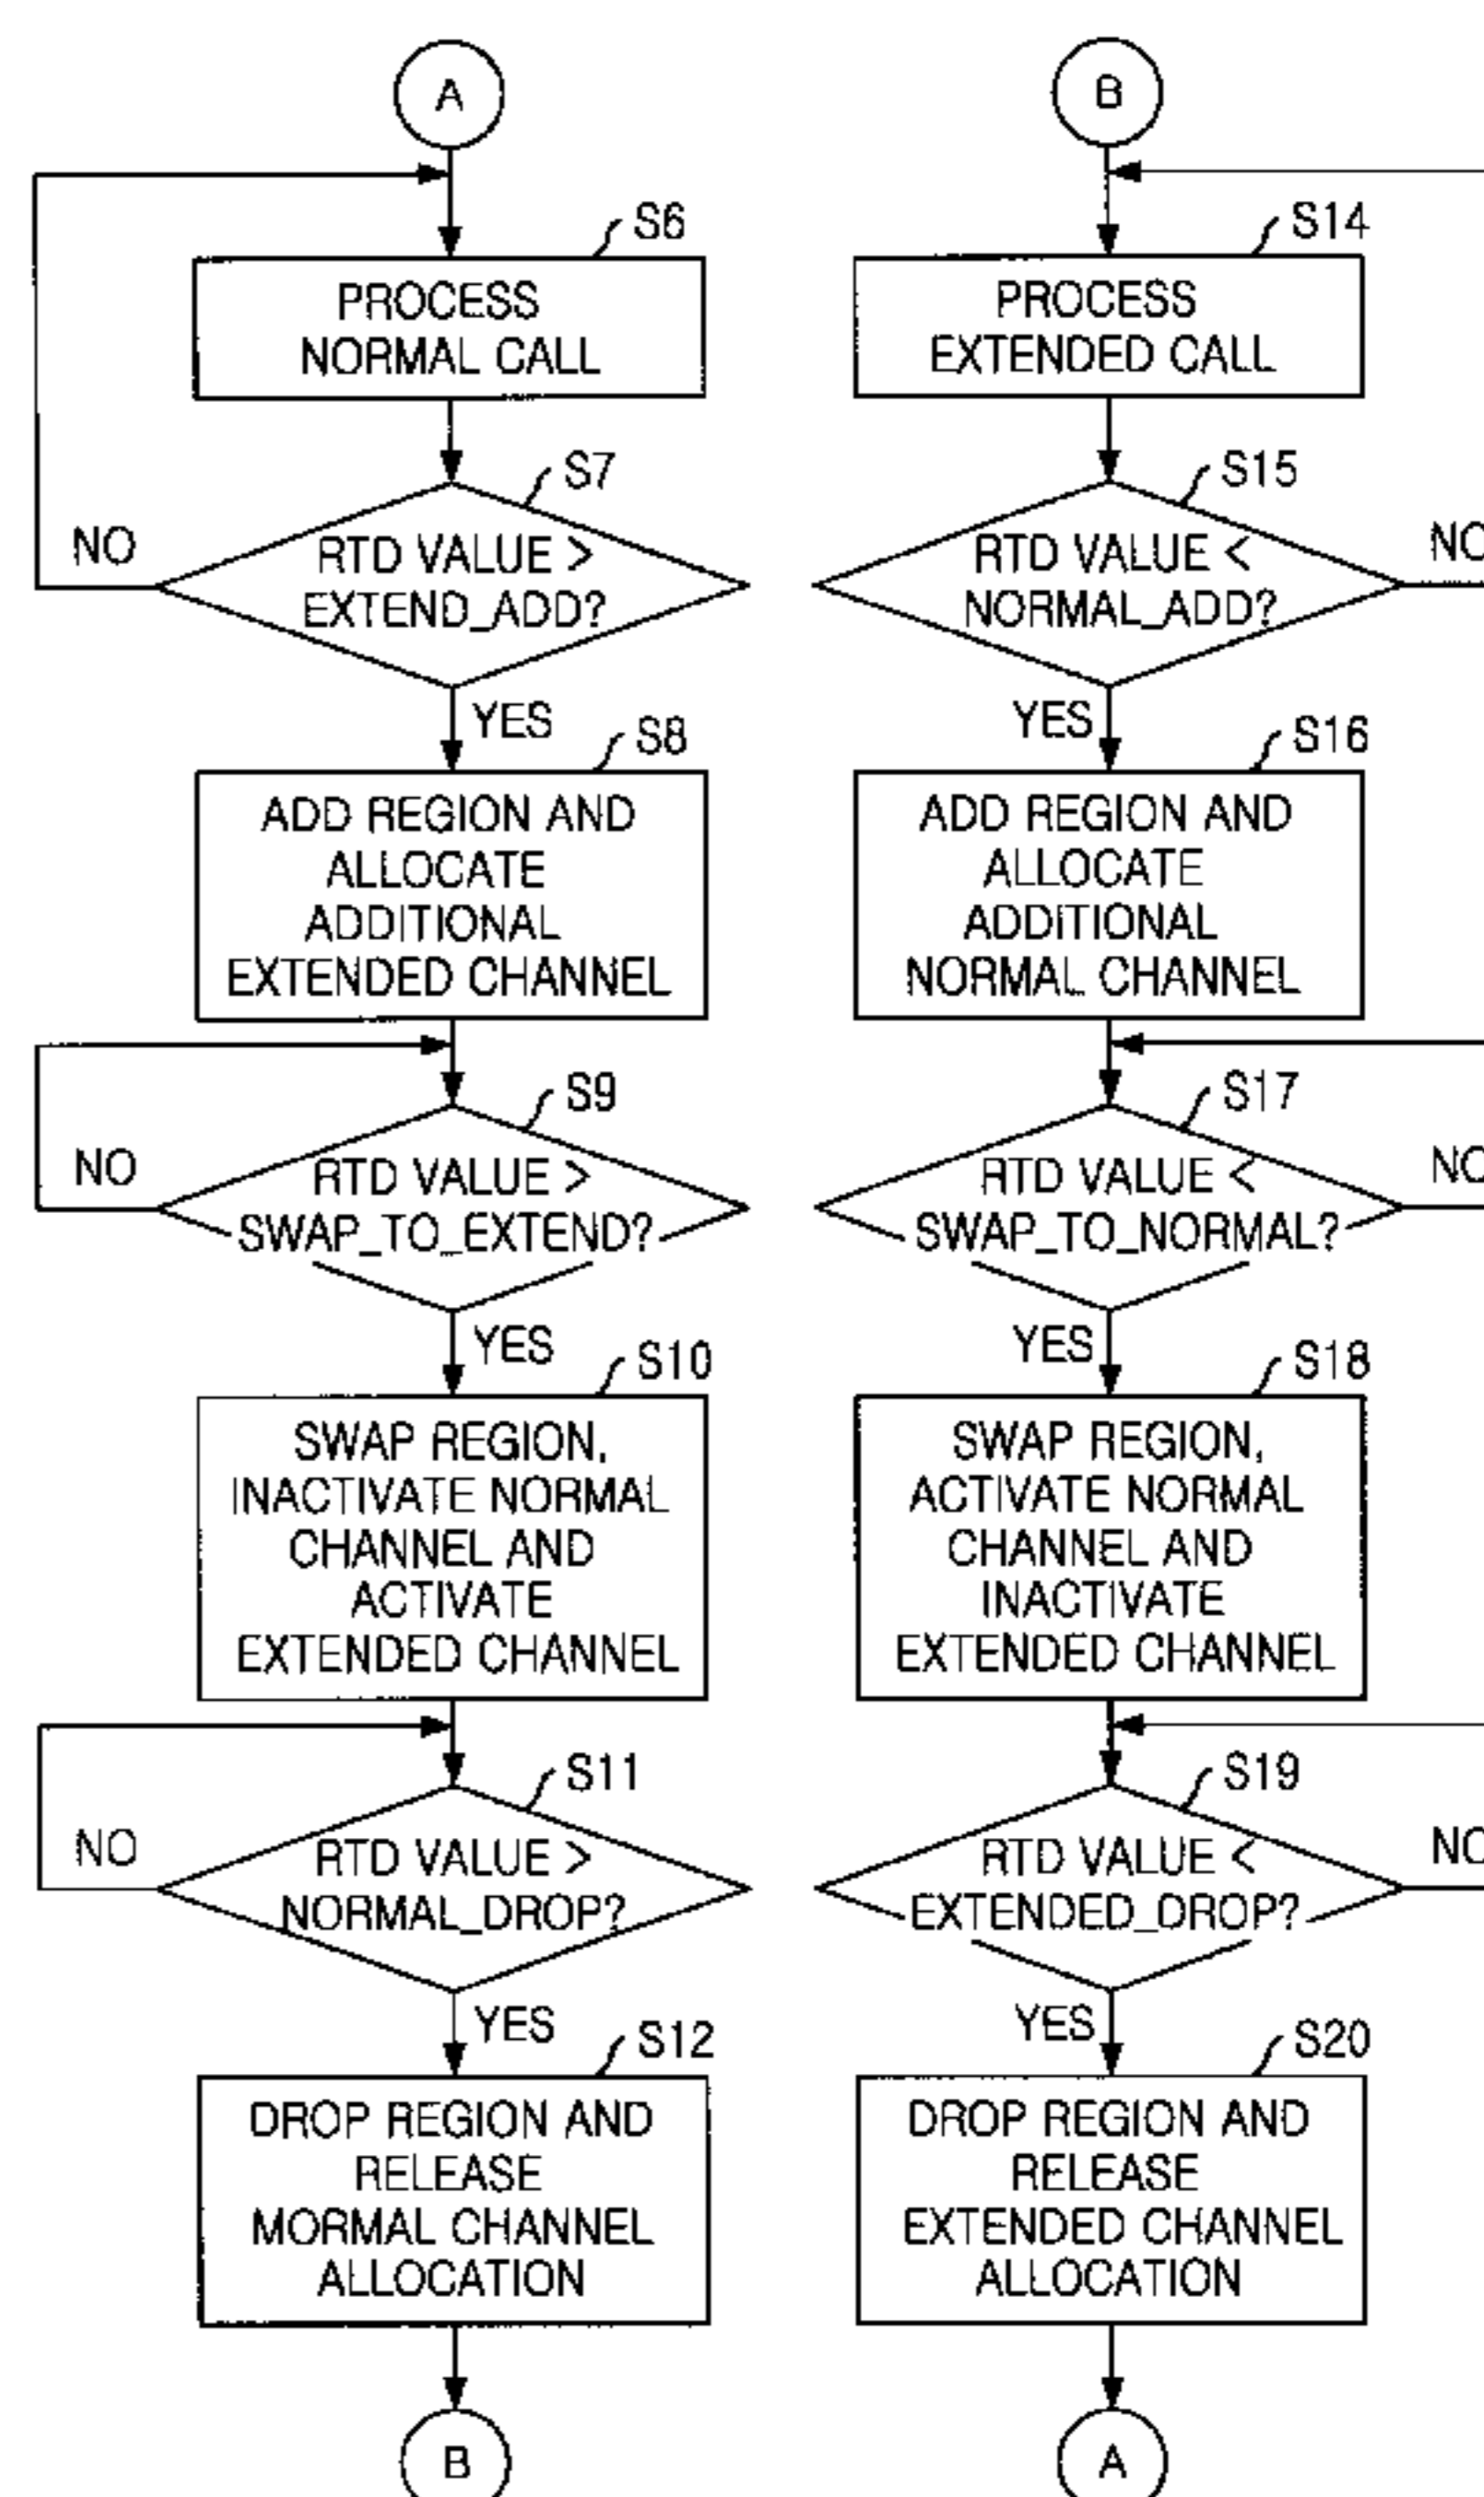 A
S6
PROCESS
NORMAL CALL
S7
RTD VALUE >
EXTEND_ADD?
NO
YES
S8
ADD REGION AND
ALLOCATE
ADDITIONAL
EXTENDED CHANNEL
S9
RTD VALUE >
SWAP_TO_EXTEND?
NO
YES
S10
SWAP REGION,
INACTIVATE NORMAL
CHANNEL AND
ACTIVATE
EXTENDED CHANNEL
S11
RTD VALUE >
NORMAL_DROP?
NO
YES
S12
DROP REGION AND
RELEASE
MORMAL CHANNEL
ALLOCATION
B
B
S14
PROCESS
EXTENDED CALL
S15
RTD VALUE <
NORMAL_ADD?
NO
YES
S16
ADD REGION AND
ALLOCATE
ADDITIONAL
NORMAL CHANNEL
S17
RTD VALUE <
SWAP_TO_NORMAL?
NO
YES
S18
SWAP REGION,
ACTIVATE NORMAL
CHANNEL AND
INACTIVATE
EXTENDED CHANNEL
S19
RTD VALUE <
EXTENDED_DROP?
NO
YES
S20
DROP REGION AND
RELEASE
EXTENDED CHANNEL
ALLOCATION
A